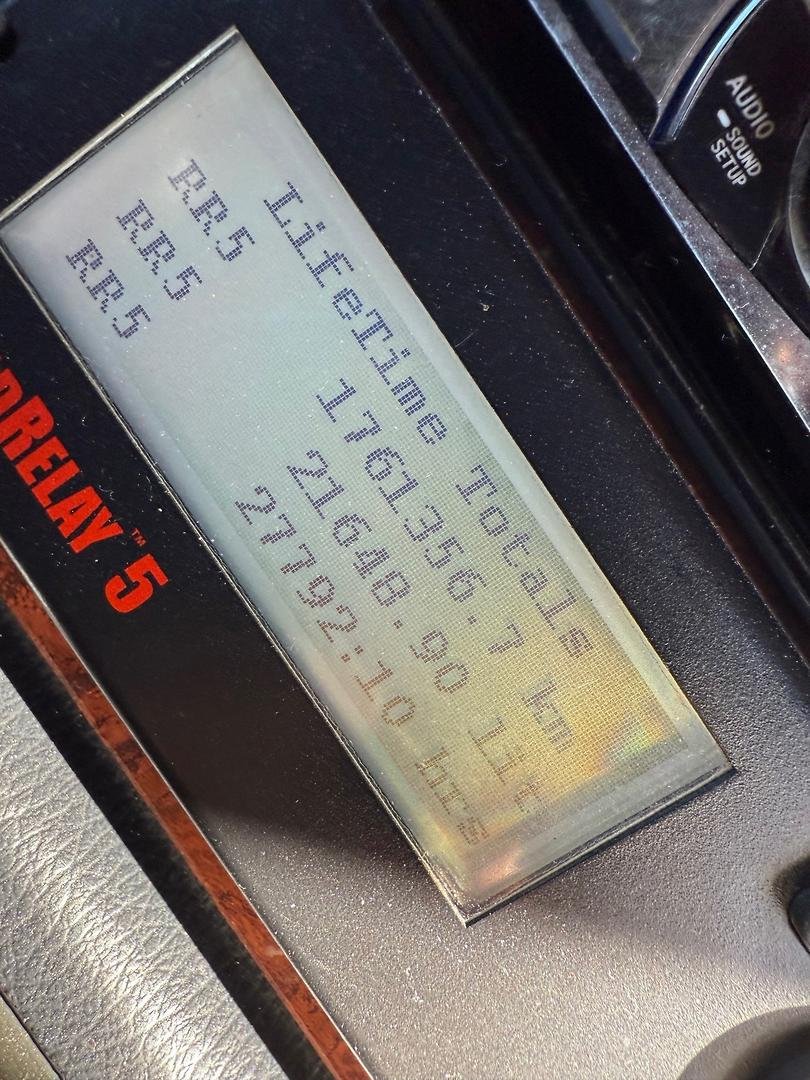 LifeTime Totals
RR5 1761356.7 km
RR5 21648.90 lit
RR5 27792:10 hrs
RELAY™ 5
AUDIO
SOUND
SETUP